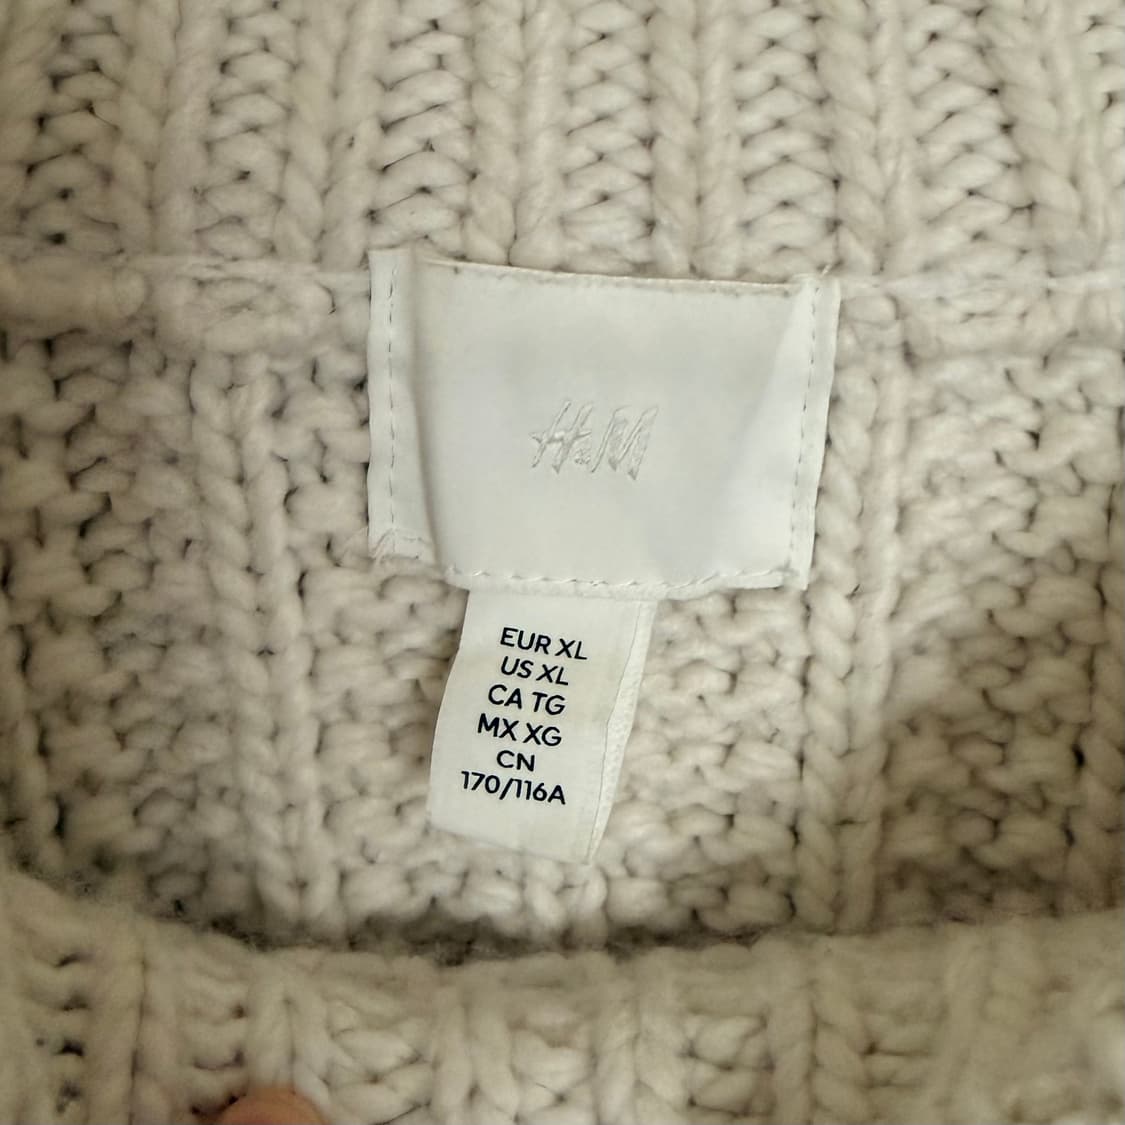 H&M
EUR XL
US XL
CA TG
MX XG
CN
170/116A